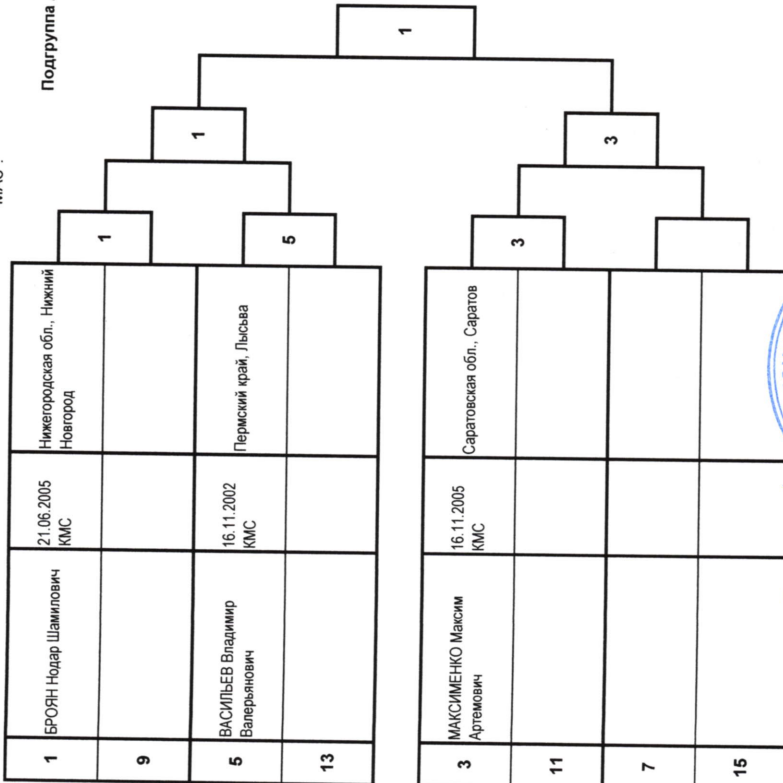 Подгруппа
1
БРОЯН Нодар Шамилович
21.06.2005
КМС
Нижегородская обл., Нижний
Новгород
9
5
ВАСИЛЬЕВ Владимир
Валерьянович
16.11.2002
КМС
Пермский край, Лысьва
13
1
5
1
1
3
МАКСИМЕНКО Максим
Артемович
16.11.2005
КМС
Саратовская обл., Саратов
11
7
15
3
3